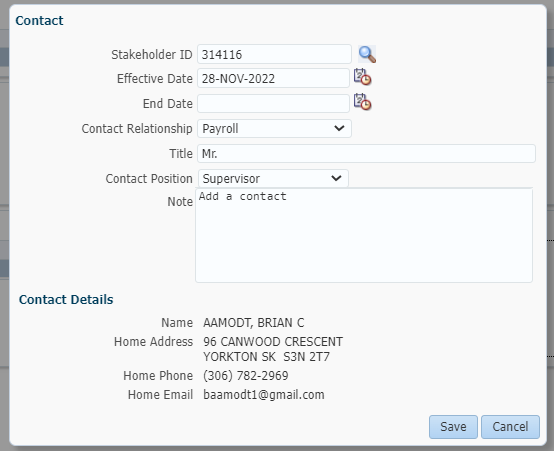 Contact
Stakeholder ID 314116
Effective Date 28-NOV-2022
End Date
Contact Relationship Payroll
Title Mr.
Contact Position Supervisor
Note Add a contact
Contact Details
Name AAMODT, BRIAN C
Home Address 96 CANWOOD CRESCENT
YORKTON SK S3N 2T7
Home Phone (306) 782-2969
Home Email baamodt1@gmail.com
Save Cancel